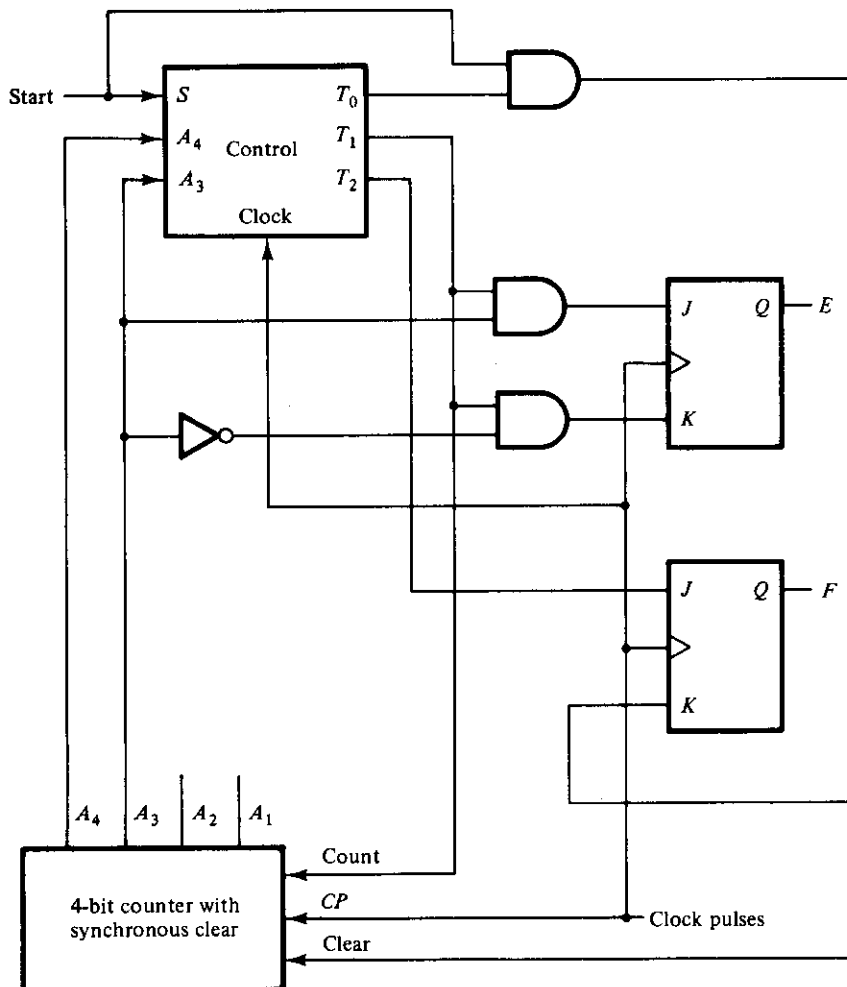 Start
S
T0
A4
Control
T1
A3
T2
Clock
J
Q
E
K
J
Q
F
K
A4
A3
A2
A1
Count
4-bit counter with
synchronous clear
CP
Clock pulses
Clear